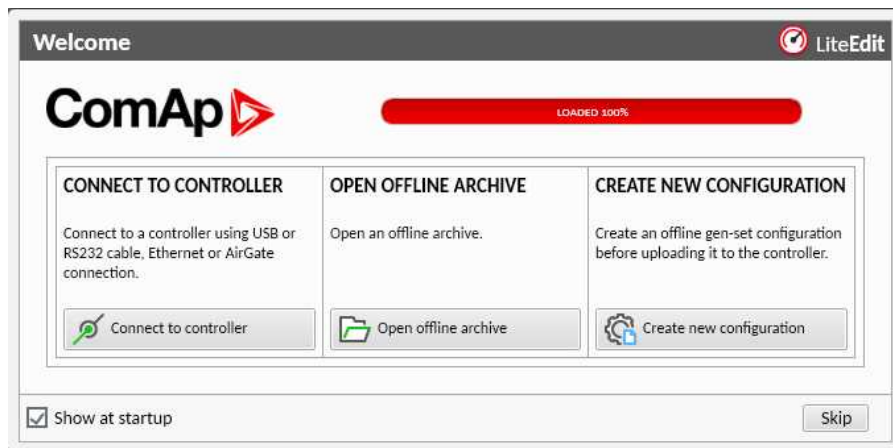 Welcome
LiteEdit
ComAp
LOADED 100%
CONNECT TO CONTROLLER
Connect to a controller using USB or
RS232 cable, Ethernet or AirGate
connection.
Connect to controller
OPEN OFFLINE ARCHIVE
Open an offline archive.
Open offline archive
CREATE NEW CONFIGURATION
Create an offline gen-set configuration
before uploading it to the controller.
Create new configuration
Show at startup
Skip